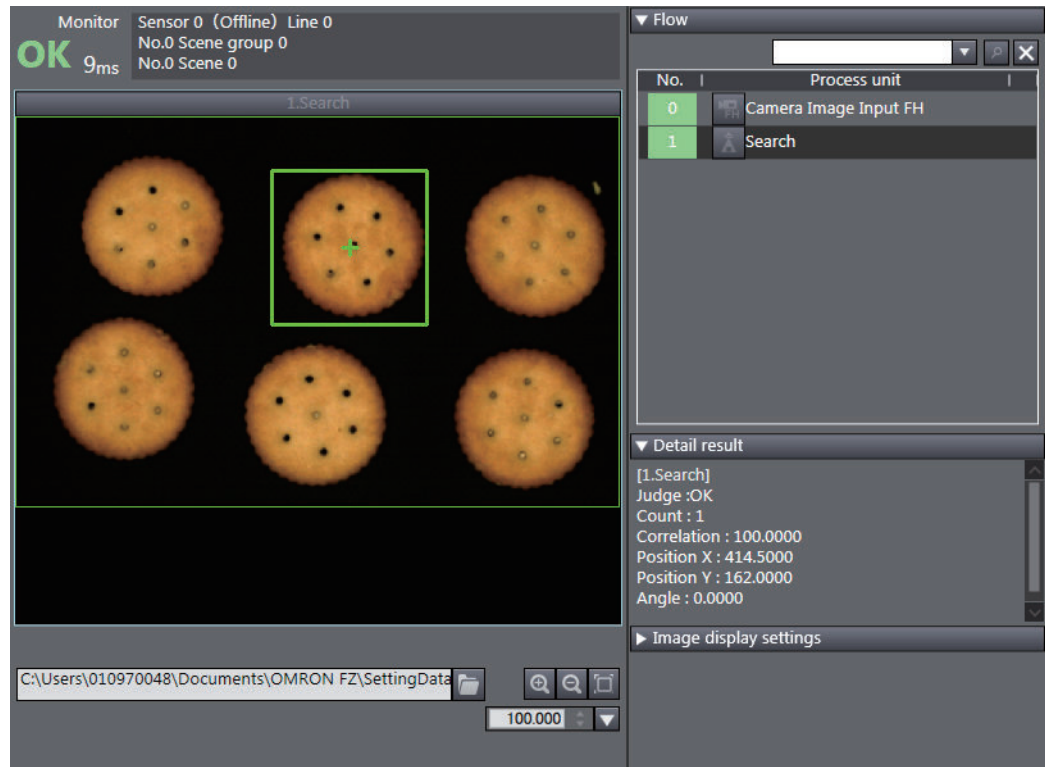 Monitor
OK 9ms
Sensor 0 (Offline) Line 0
No.0 Scene group 0
No.0 Scene 0
1.Search
C:\Users\010970048\Documents\OMRON FZ\SettingData
100.000
▼ Flow
No. | Process unit |
0 FH Camera Image Input FH
1 Search
▼ Detail result
[1.Search]
Judge :OK
Count : 1
Correlation : 100.0000
Position X : 414.5000
Position Y : 162.0000
Angle : 0.0000
▶ Image display settings